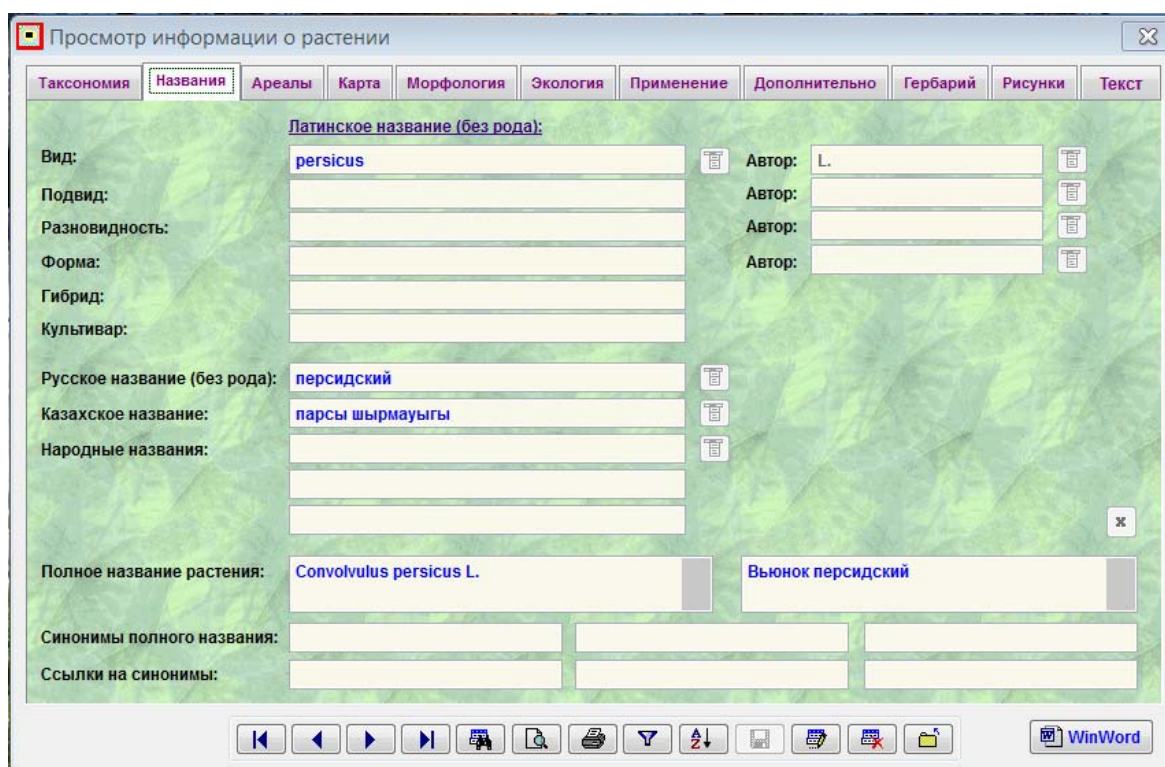 Просмотр информации о растении
Таксономия Названия Ареалы Карта Морфология Экология Применение Дополнительно Гербарий Рисунки Текст
Латинское название (без рода):
Вид: persicus Автор: L.
Подвид: Автор:
Разновидность: Автор:
Форма: Автор:
Гибрид:
Культивар:
Русское название (без рода): персидский
Казахское название: парсы шырмауыгы
Народные названия:
Полное название растения: Convolvulus persicus L. Вьюнок персидский
Синонимы полного названия:
Ссылки на синонимы:
WinWord